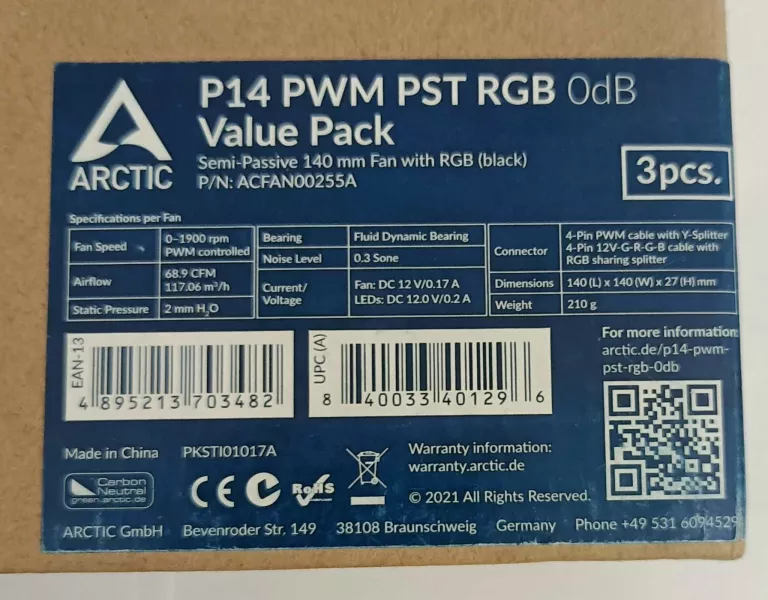 ARCTIC
P14 PWM PST RGB 0dB
Value Pack
Semi-Passive 140 mm Fan with RGB (black)
P/N: ACFAN00255A
3pcs.
Specifications per Fan
Fan Speed
0–1900 rpm
PWM controlled
Airflow
68.9 CFM
117.06 m³/h
Static Pressure
2 mm H₂O
Bearing
Fluid Dynamic Bearing
Noise Level
0.3 Sone
Current/
Voltage
Fan: DC 12 V/0.17 A
LEDs: DC 12.0 V/0.2 A
Connector
4-Pin PWM cable with Y-Splitter
4-Pin 12V-G-R-G-B cable with
RGB sharing splitter
Dimensions
140 (L) x 140 (W) x 27 (H) mm
Weight
210 g
EAN-13
4 895213 703482
UPC (A)
8 40033 40129 6
For more information
arctic.de/p14-pwm-
pst-rgb-0db
Made in China
PKSTI01017A
Carbon
Neutral
green.arctic.de
CE
RoHS
Warranty information:
warranty.arctic.de
© 2021 All Rights Reserved.
ARCTIC GmbH Bevenroder Str. 149 38108 Braunschweig Germany Phone +49 531 6094529